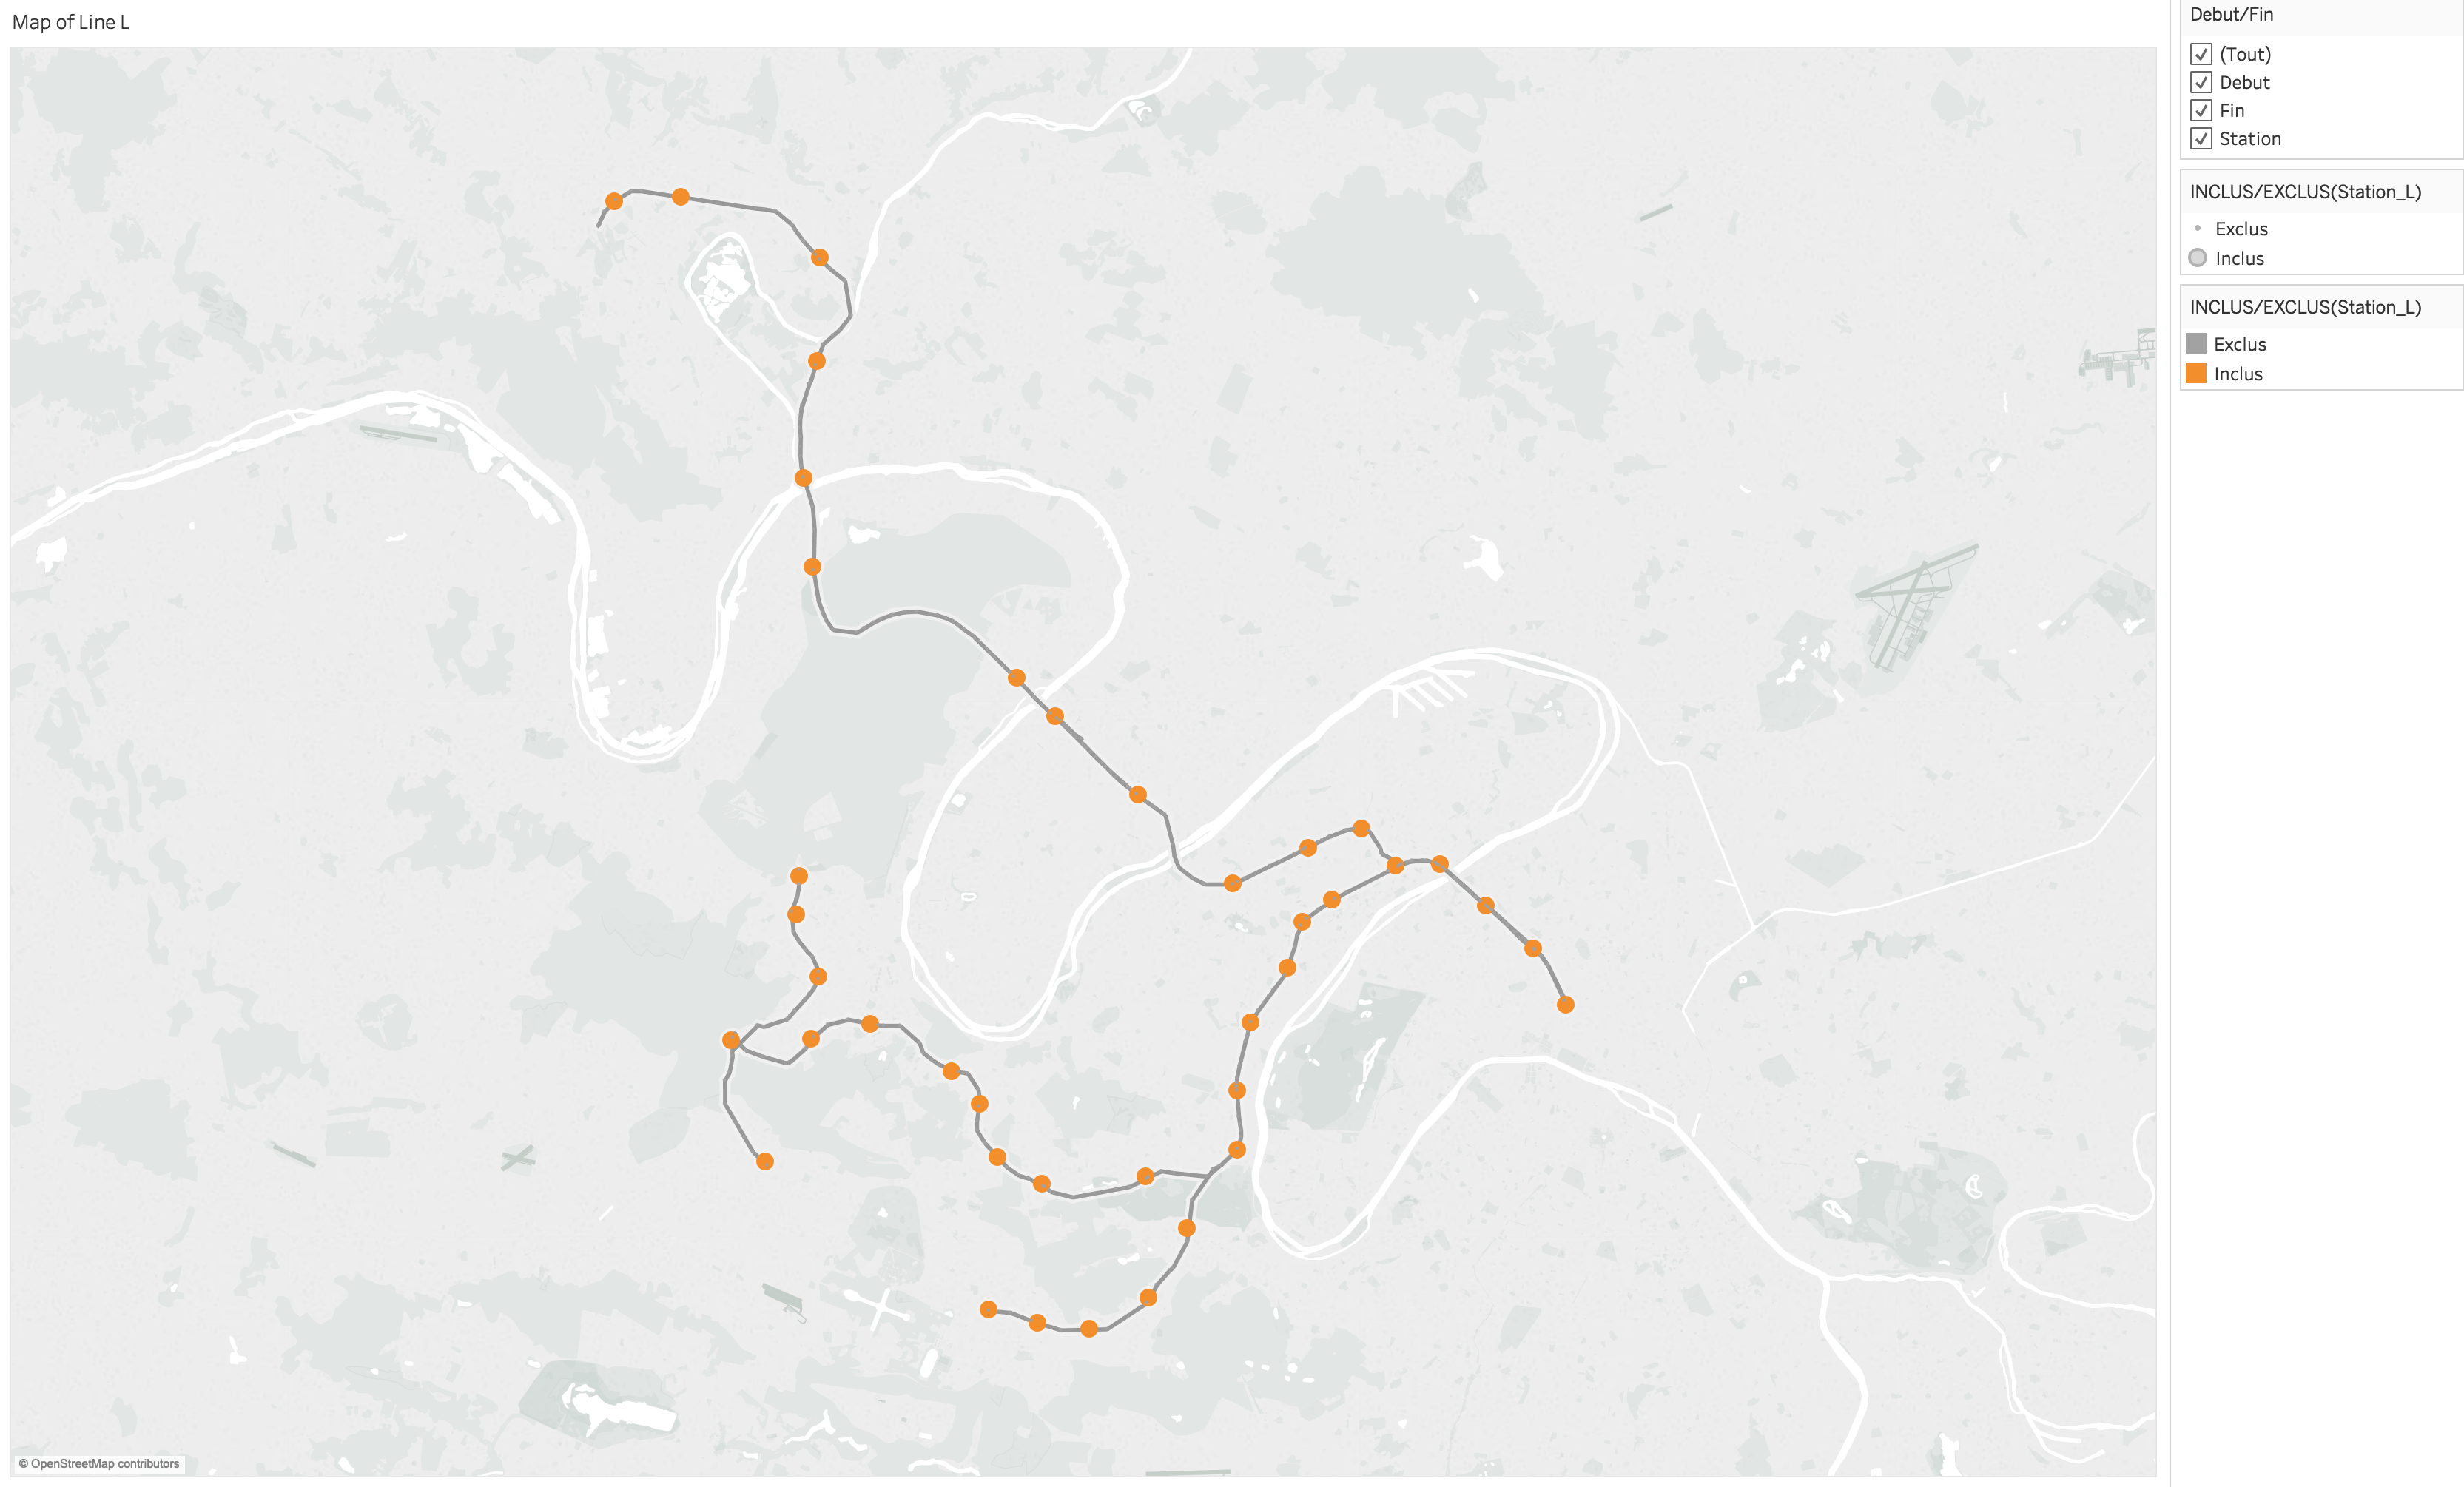 Map of Line L
Debut/Fin
(Tout)
Debut
Fin
Station
INCLUS/EXCLUS(Station_L)
Exclus
Inclus
INCLUS/EXCLUS(Station_L)
Exclus
Inclus
© OpenStreetMap contributors